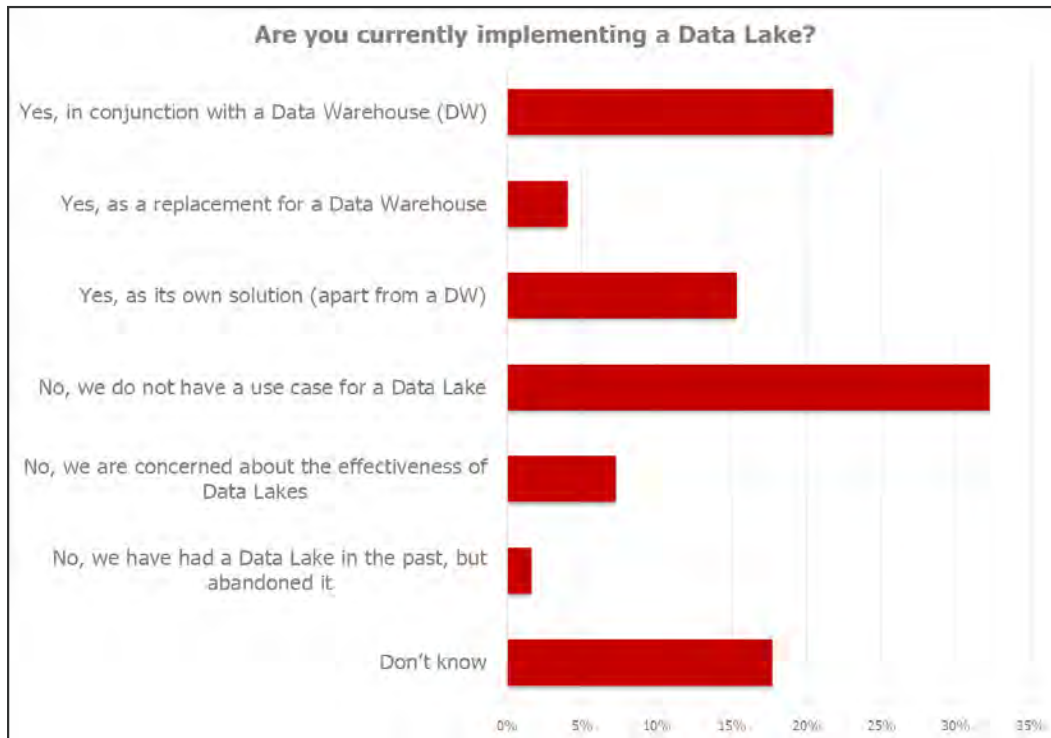 Are you currently implementing a Data Lake?
Yes, in conjunction with a Data Warehouse (DW)
Yes, as a replacement for a Data Warehouse
Yes, as its own solution (apart from a DW)
No, we do not have a use case for a Data Lake
No, we are concerned about the effectiveness of
Data Lakes
No, we have had a Data Lake in the past, but
abandoned it
Don't know
0% 5% 10% 15% 20% 25% 30% 35%